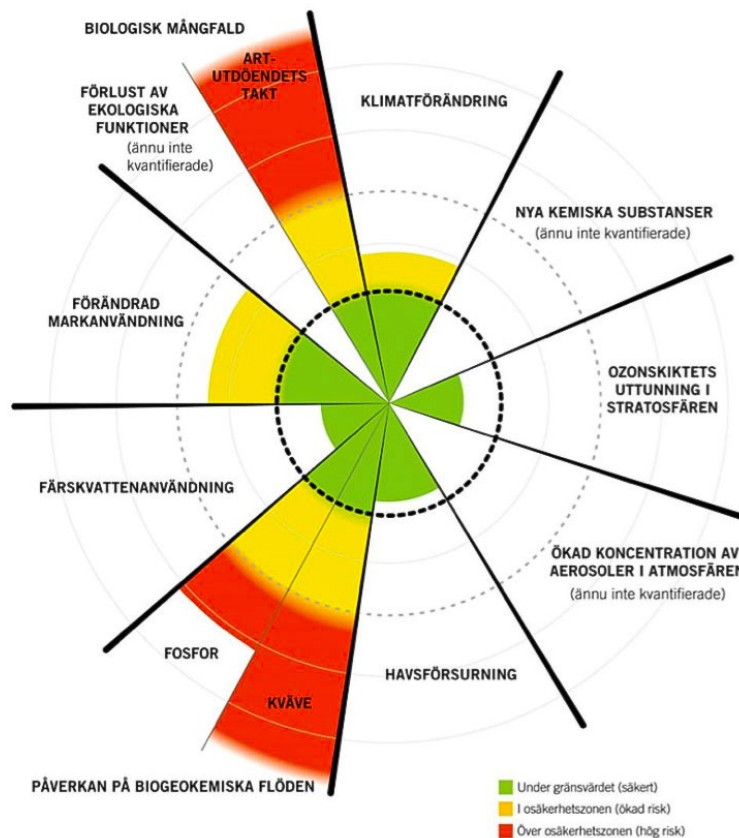 BIOLOGISK MÅNGFALD
ART-
UTDÖENDETS
TAKT
FÖRLUST AV
EKOLOGISKA
FUNKTIONER
(ännu inte
kvantifierade)
KLIMATFÖRÄNDRING
NYA KEMISKA SUBSTANSER
(ännu inte kvantifierade)
FÖRÄNDRAD
MARKANVÄNDNING
OZONSKIKTETS
UTTUNNING I
STRATOSFÄREN
FÄRSKVATTENANVÄNDNING
ÖKAD KONCENTRATION AV
AEROSOLER I ATMOSFÄREN
(ännu inte kvantifierade)
FOSFOR
KVÄVE
HAVSFÖRSURNING
PÅVERKAN PÅ BIOGEOKEMISKA FLÖDEN
Under gränsvärdet (säkert)
I osäkerhetszonen (ökad risk)
Över osäkerhetszonen (hög risk)